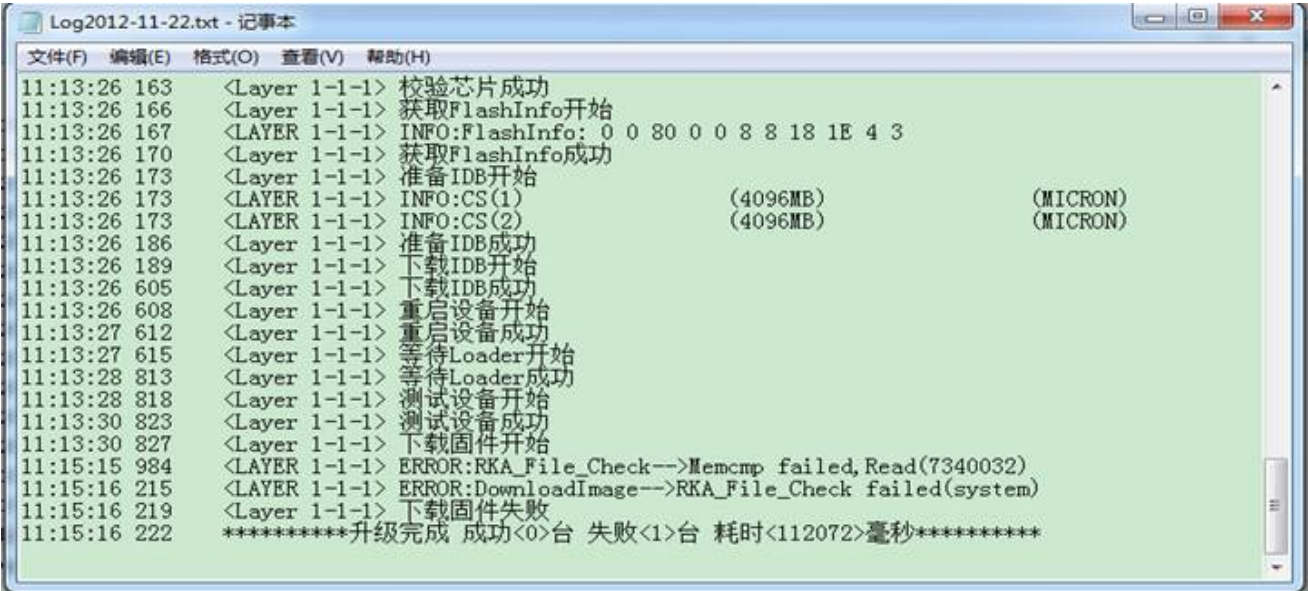 Log2012-11-22.txt - 记事本
文件(F) 编辑(E) 格式(O) 查看(V) 帮助(H)
11:13:26 163 <Layer 1-1-1> 校验芯片成功
11:13:26 166 <Layer 1-1-1> 获取FlashInfo开始
11:13:26 167 <LAYER 1-1-1> INFO:FlashInfo: 0 0 80 0 0 8 8 18 1E 4 3
11:13:26 170 <Layer 1-1-1> 获取FlashInfo成功
11:13:26 173 <Layer 1-1-1> 准备IDB开始
11:13:26 173 <LAYER 1-1-1> INFO:CS(1) (4096MB) (MICRON)
11:13:26 173 <LAYER 1-1-1> INFO:CS(2) (4096MB) (MICRON)
11:13:26 186 <Layer 1-1-1> 准备IDB成功
11:13:26 189 <Layer 1-1-1> 下载IDB开始
11:13:26 605 <Layer 1-1-1> 下载IDB成功
11:13:26 608 <Layer 1-1-1> 重启设备开始
11:13:27 612 <Layer 1-1-1> 重启设备成功
11:13:27 615 <Layer 1-1-1> 等待Loader开始
11:13:28 813 <Layer 1-1-1> 等待Loader成功
11:13:28 818 <Layer 1-1-1> 测试设备开始
11:13:30 823 <Layer 1-1-1> 测试设备成功
11:13:30 827 <Layer 1-1-1> 下载固件开始
11:15:15 984 <LAYER 1-1-1> ERROR:RKA_File_Check-->Memcmp failed,Read(7340032)
11:15:16 215 <LAYER 1-1-1> ERROR:DownloadImage-->RKA_File_Check failed(system)
11:15:16 219 <Layer 1-1-1> 下载固件失败
11:15:16 222 **********升级完成 成功<0>台 失败<1>台 耗时<112072>毫秒**********